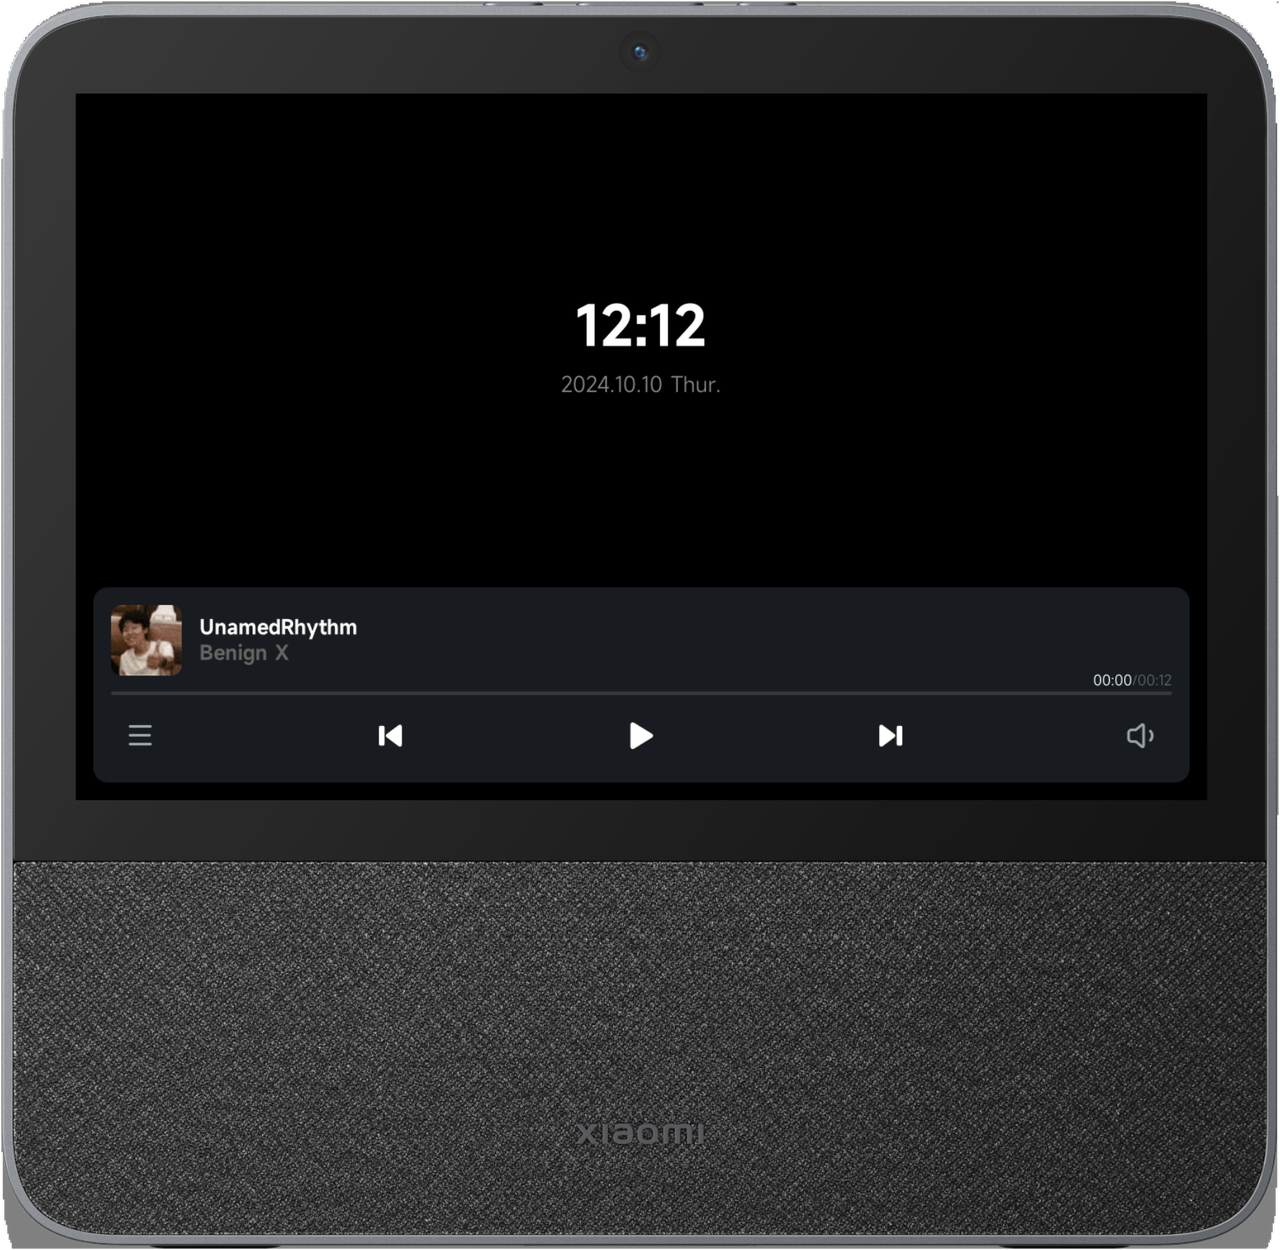 12:12
2024.10.10 Thur.
UnamedRhythm
Benign X
00:00/00:12
xiaomi